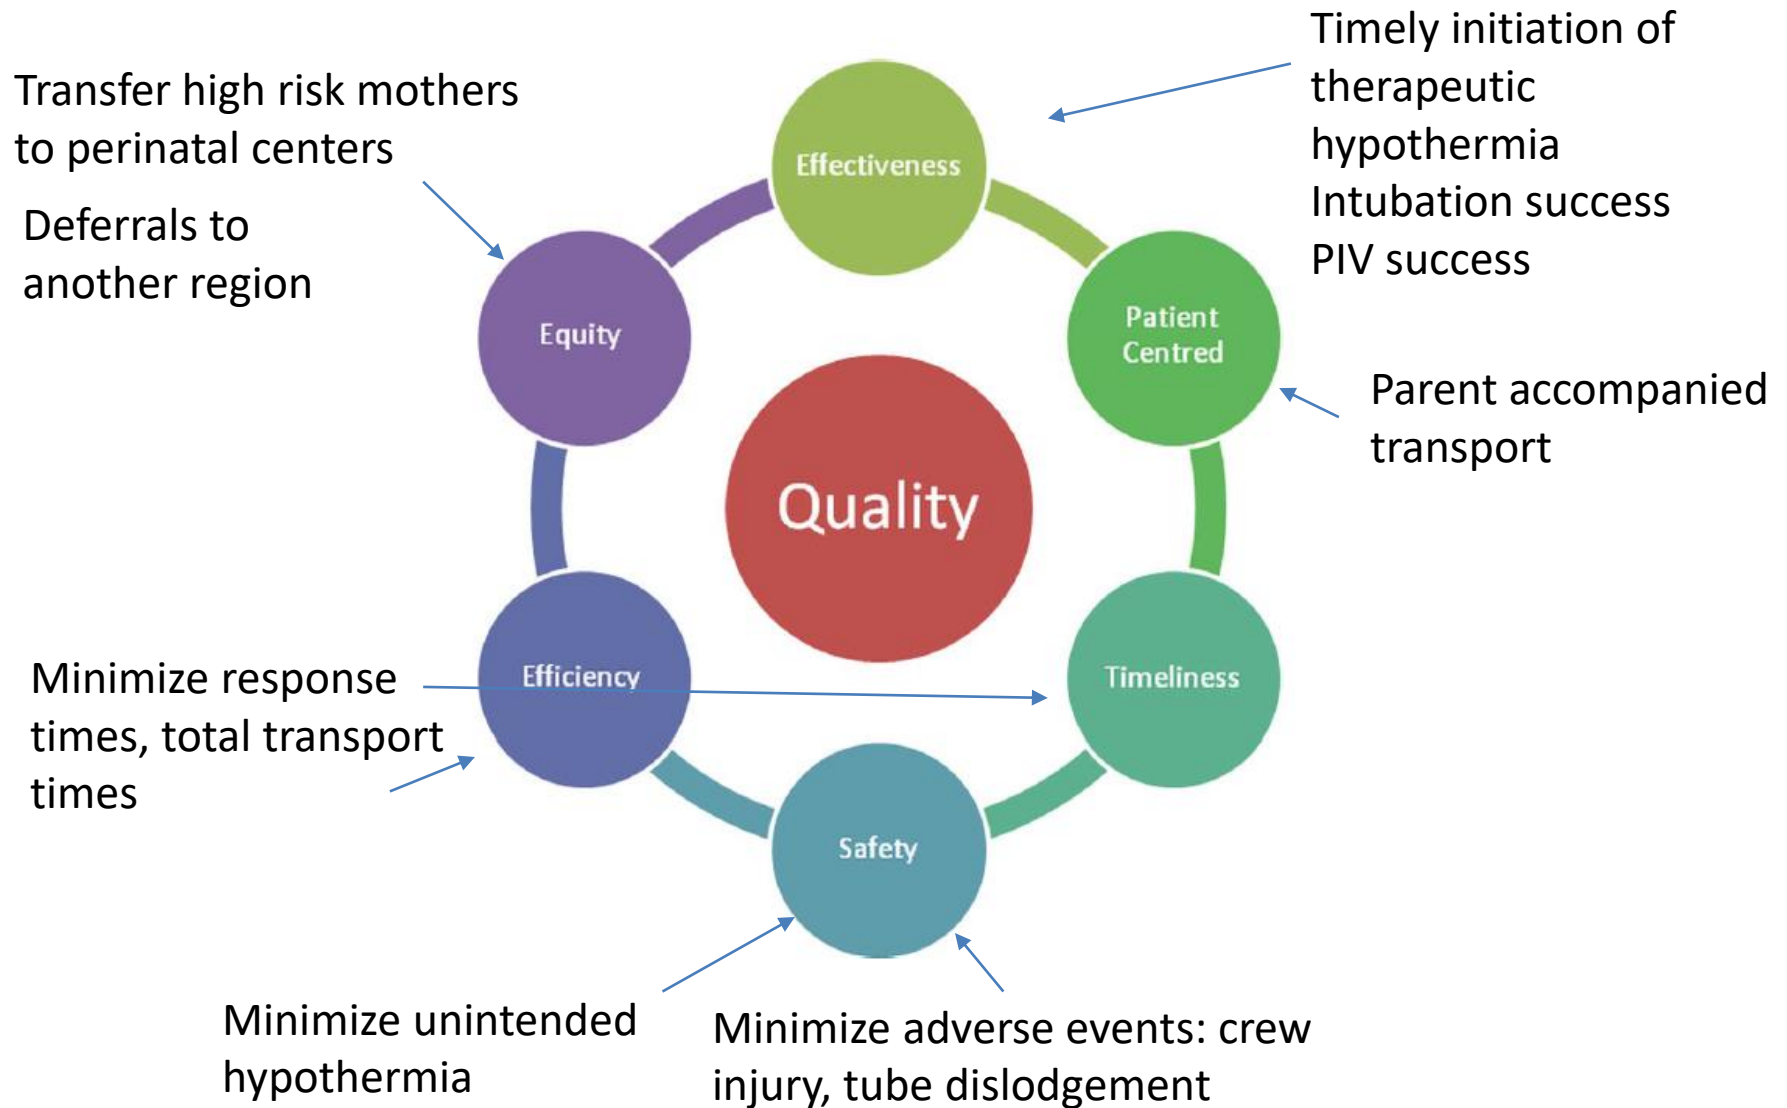 Transfer high risk mothers
to perinatal centers
Deferrals to
another region
Timely initiation of
therapeutic
hypothermia
Intubation success
PIV success
Effectiveness
Equity
Patient
Centred
Parent accompanied
transport
Quality
Minimize response
times, total transport
times
Efficiency
Timeliness
Safety
Minimize unintended
hypothermia
Minimize adverse events: crew
injury, tube dislodgement